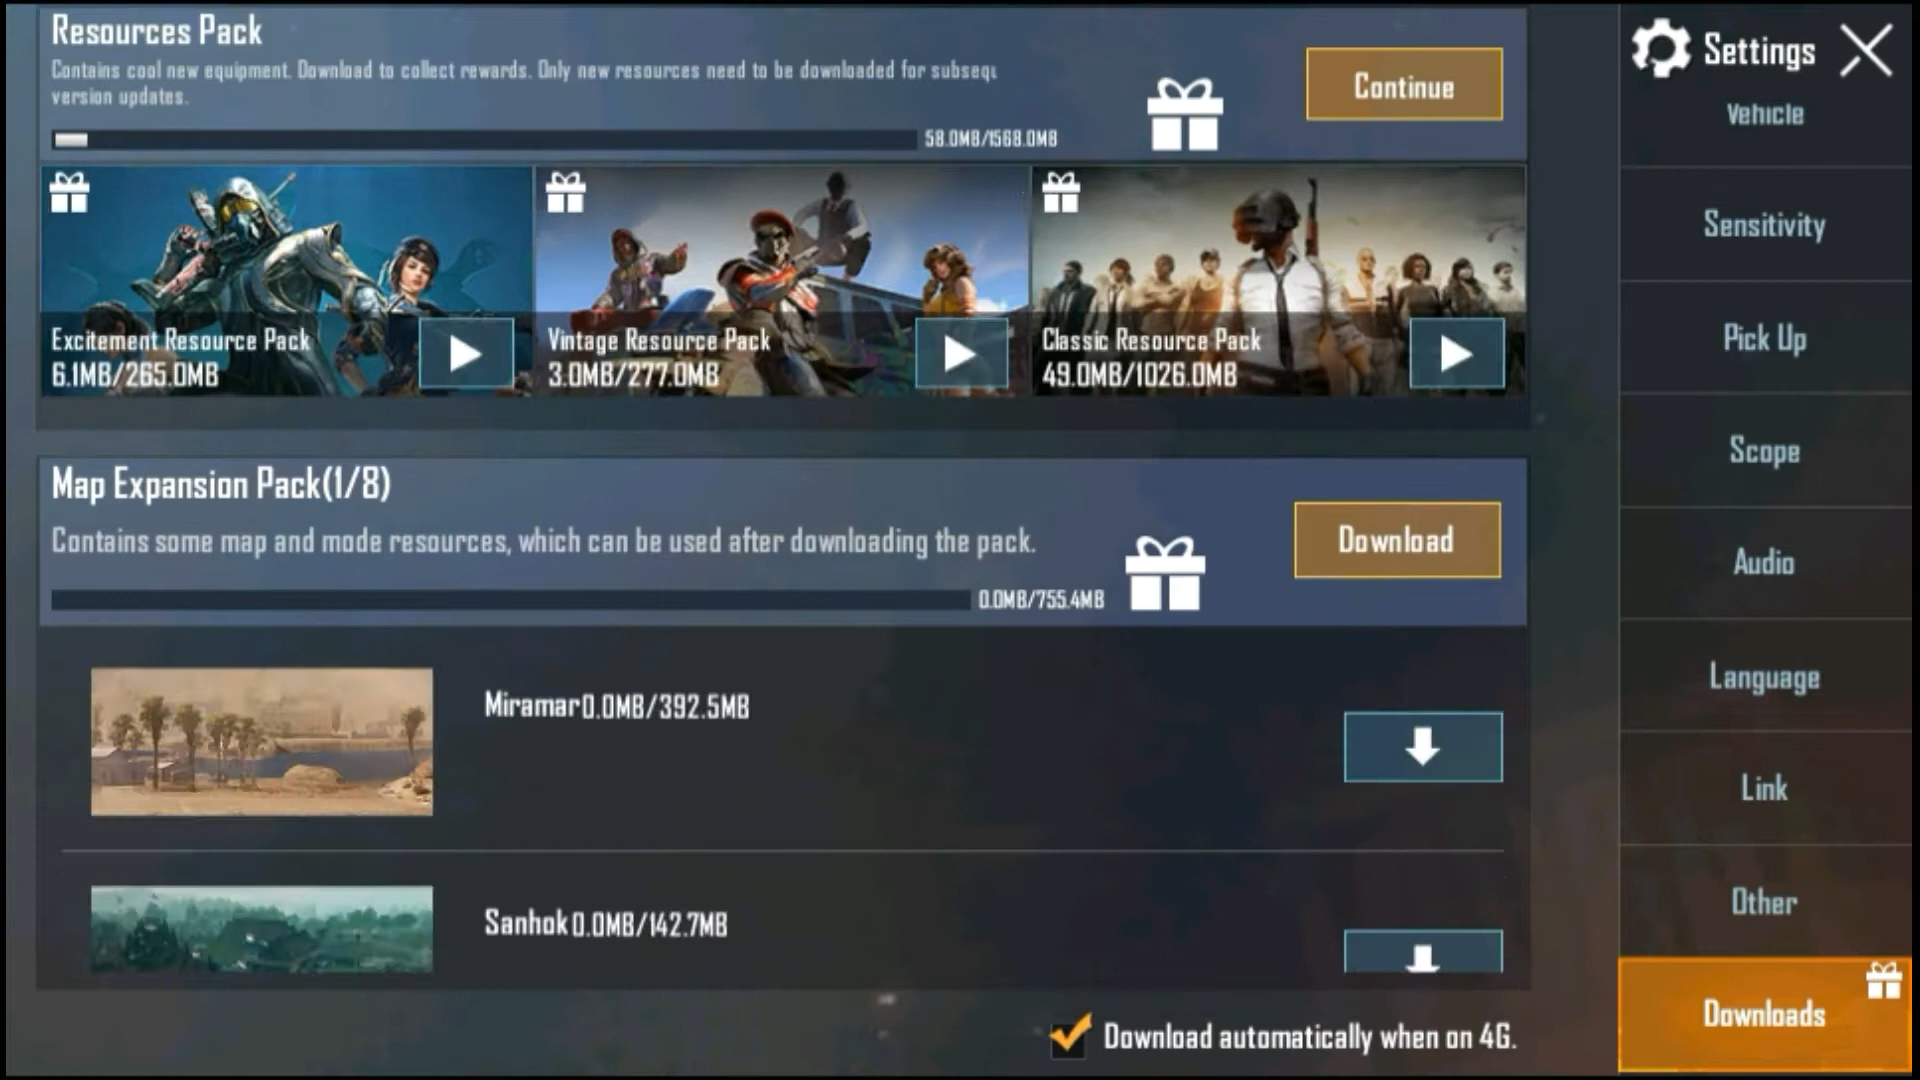 Resources Pack
Contains cool new equipment. Download to collect rewards. Only new resources need to be downloaded for subsequ
version updates.
58.0MB/1568.0MB
Continue
Excitement Resource Pack
6.1MB/265.0MB
Vintage Resource Pack
3.0MB/277.0MB
Classic Resource Pack
49.0MB/1026.0MB
Map Expansion Pack(1/8)
Contains some map and mode resources, which can be used after downloading the pack.
0.0MB/755.4MB
Download
Miramar0.0MB/392.5MB
Sanhok0.0MB/142.7MB
Download automatically when on 4G.
Settings
Vehicle
Sensitivity
Pick Up
Scope
Audio
Language
Link
Other
Downloads